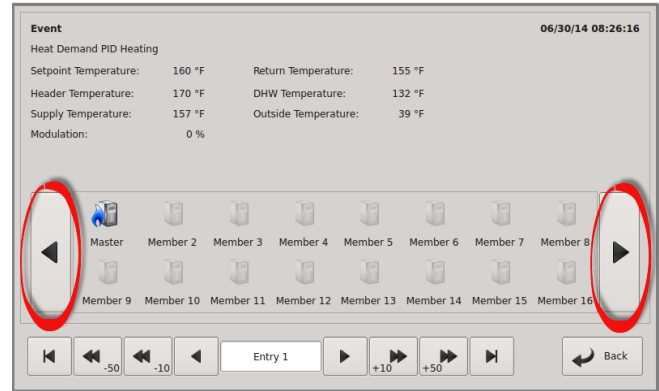 Event 06/30/14 08:26:16
Heat Demand PID Heating
Setpoint Temperature: 160 °F Return Temperature: 155 °F
Header Temperature: 170 °F DHW Temperature: 132 °F
Supply Temperature: 157 °F Outside Temperature: 39 °F
Modulation: 0 %
Master Member 2 Member 3 Member 4 Member 5 Member 6 Member 7 Member 8
Member 9 Member 10 Member 11 Member 12 Member 13 Member 14 Member 15 Member 16
-50 -10 Entry 1 +10 +50 Back